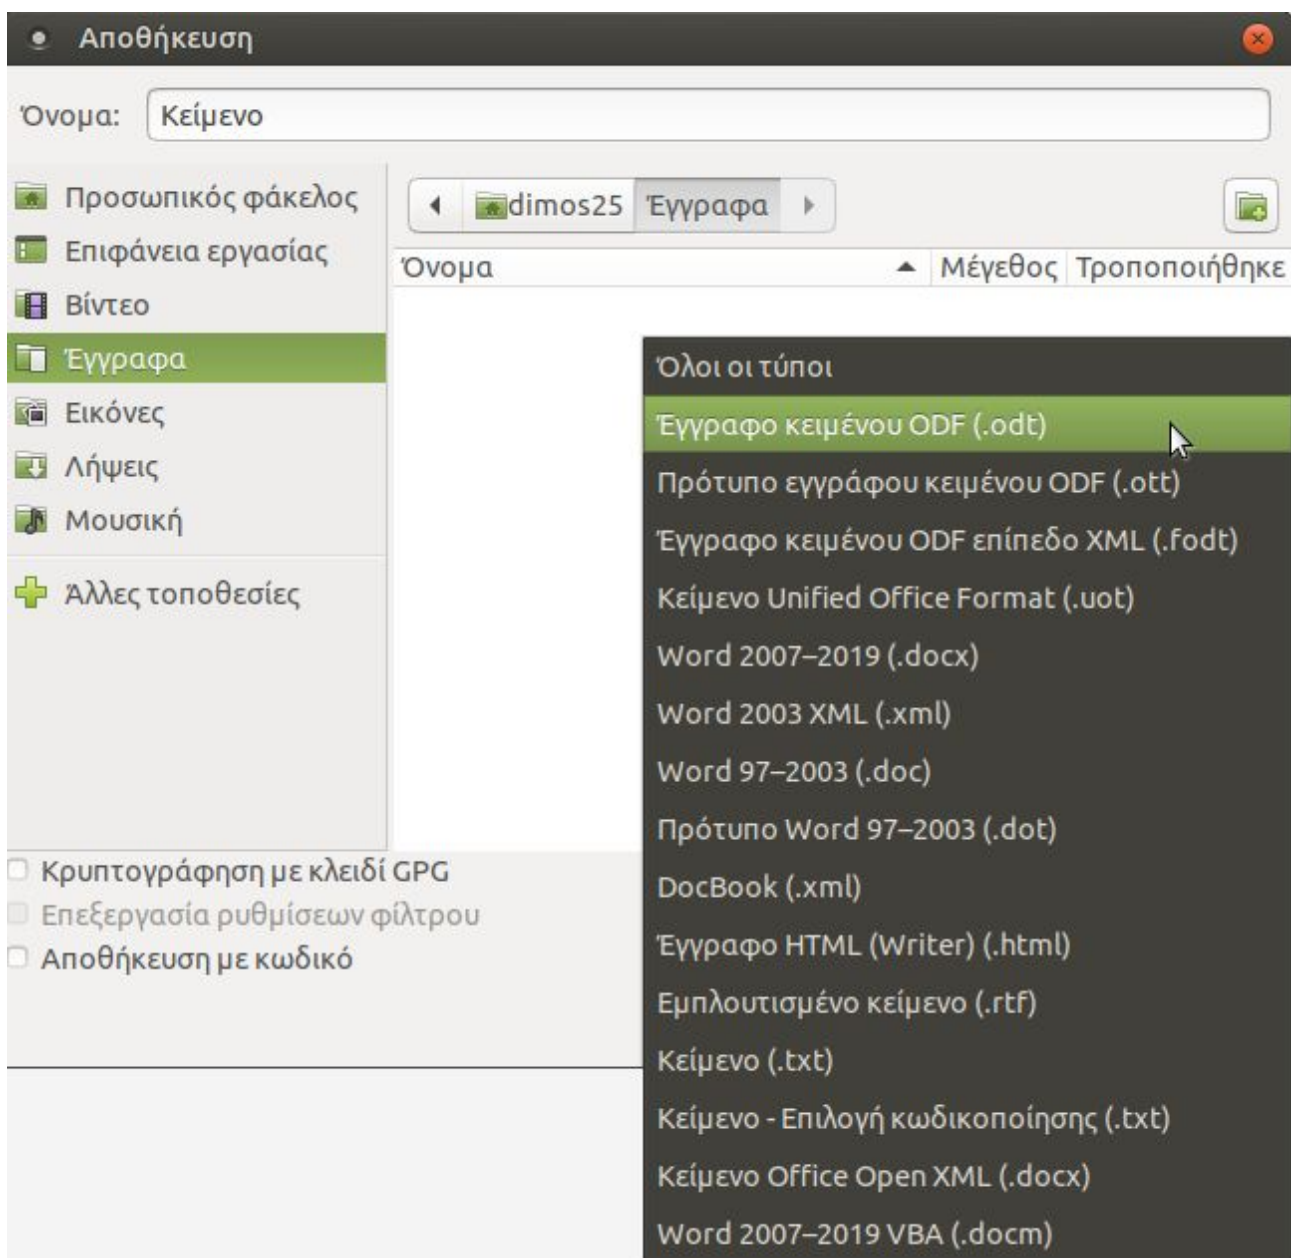 Αποθήκευση
Όνομα: Κείμενο
Προσωπικός φάκελος
Επιφάνεια εργασίας
Βίντεο
Έγγραφα
Εικόνες
Λήψεις
Μουσική
Άλλες τοποθεσίες
dimos25 Έγγραφα
Όνομα Μέγεθος Τροποποιήθηκε
Όλοι οι τύποι
Έγγραφο κειμένου ODF (.odt)
Πρότυπο εγγράφου κειμένου ODF (.ott)
Έγγραφο κειμένου ODF επίπεδο XML (.fodt)
Κείμενο Unified Office Format (.uot)
Word 2007–2019 (.docx)
Word 2003 XML (.xml)
Word 97–2003 (.doc)
Πρότυπο Word 97–2003 (.dot)
DocBook (.xml)
Έγγραφο HTML (Writer) (.html)
Εμπλουτισμένο κείμενο (.rtf)
Κείμενο (.txt)
Κείμενο - Επιλογή κωδικοποίησης (.txt)
Κείμενο Office Open XML (.docx)
Word 2007–2019 VBA (.docm)
Κρυπτογράφηση με κλειδί GPG
Επεξεργασία ρυθμίσεων φίλτρου
Αποθήκευση με κωδικό